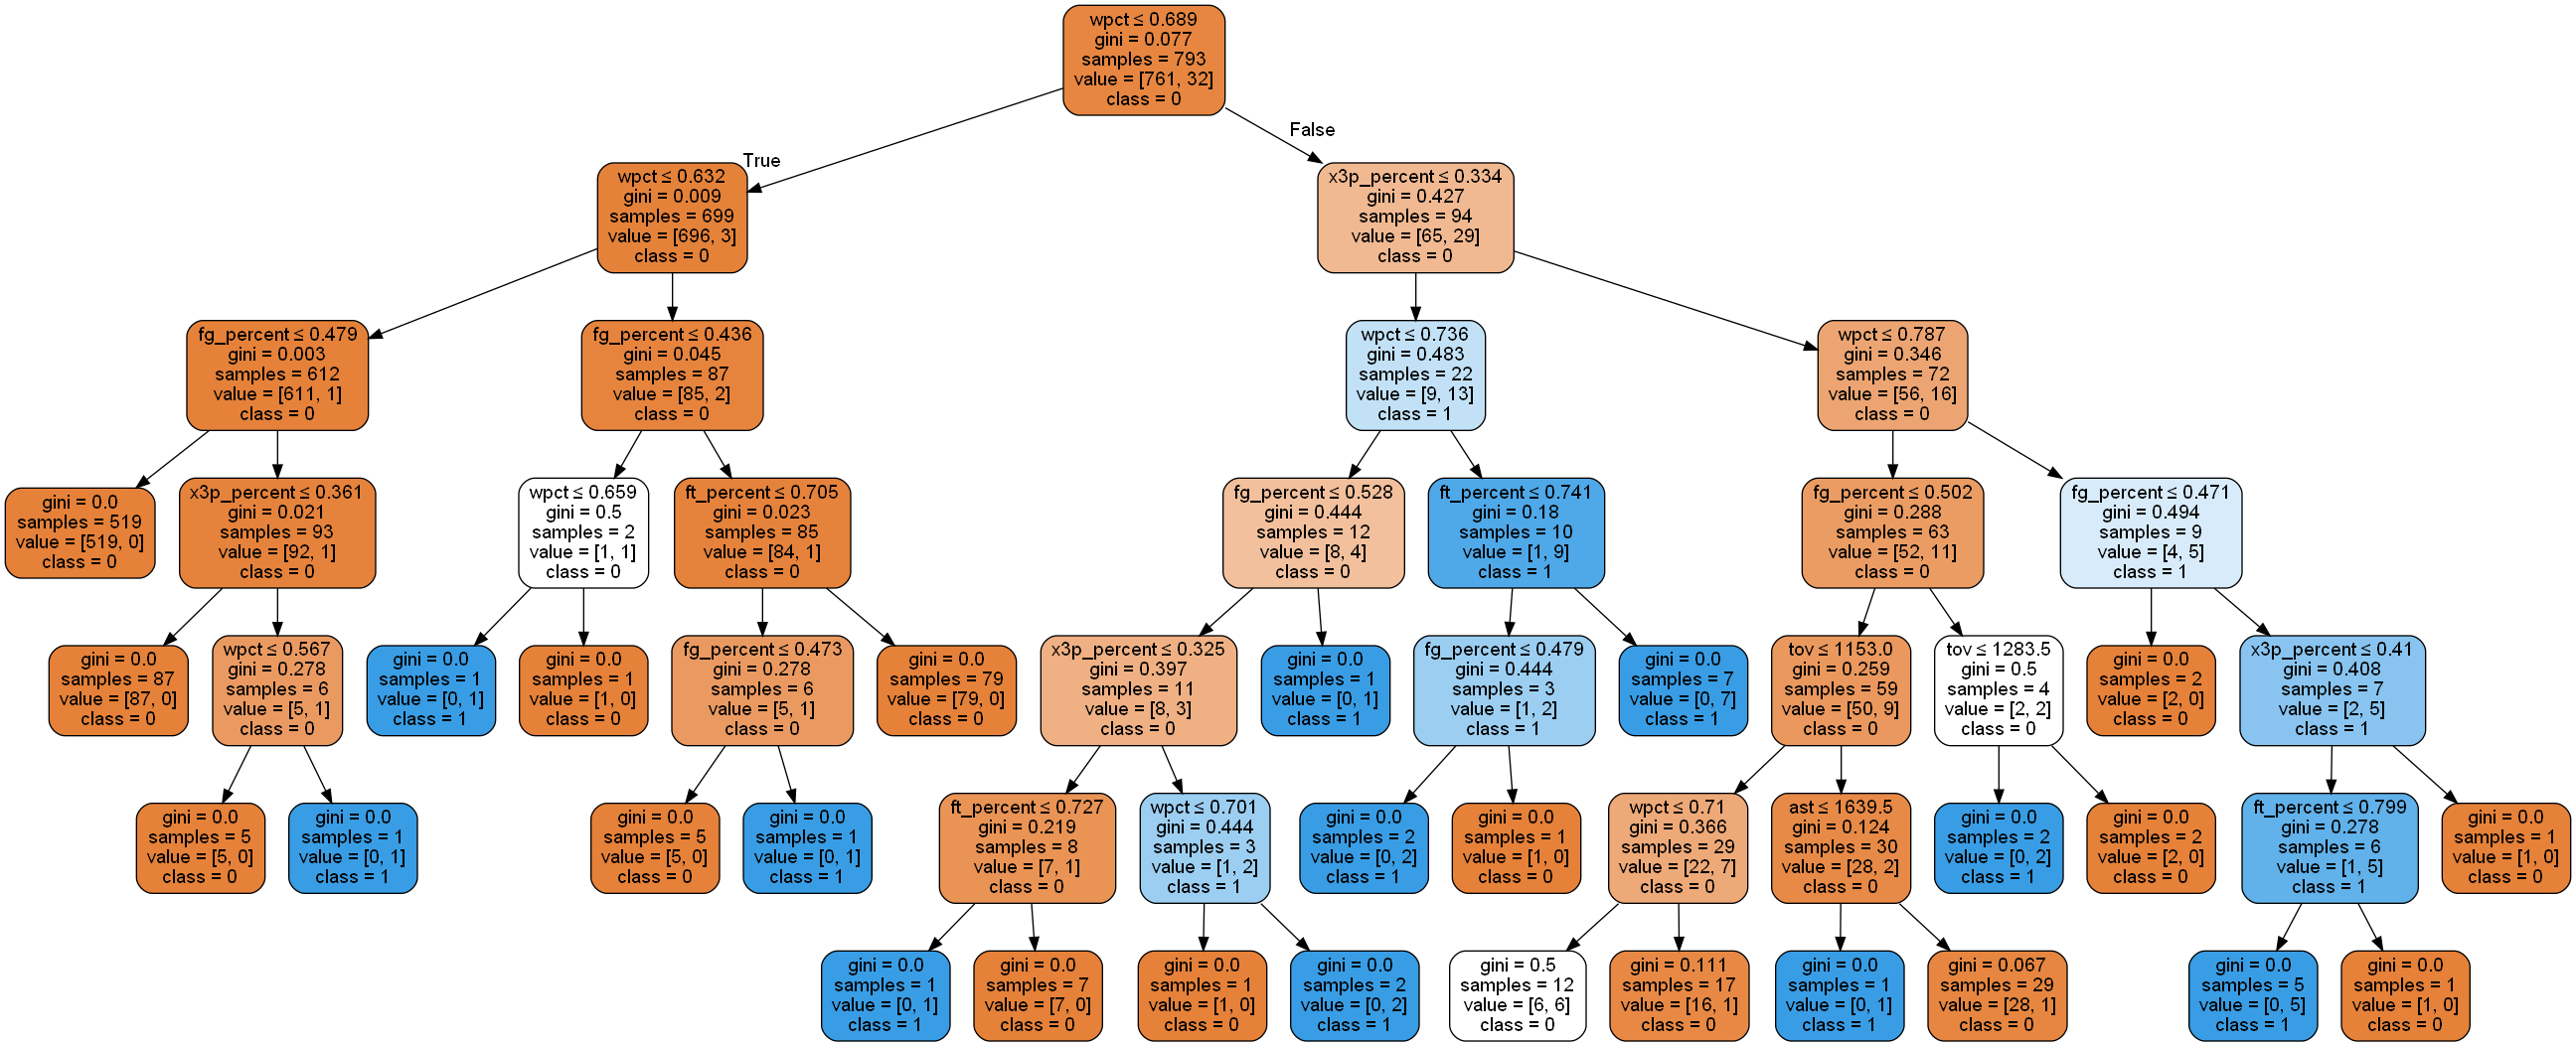 wpct ≤ 0.689
gini = 0.077
samples = 793
value = [761, 32]
class = 0
True
False
wpct ≤ 0.632
gini = 0.009
samples = 699
value = [696, 3]
class = 0
x3p_percent ≤ 0.334
gini = 0.427
samples = 94
value = [65, 29]
class = 0
fg_percent ≤ 0.479
gini = 0.003
samples = 612
value = [611, 1]
class = 0
fg_percent ≤ 0.436
gini = 0.045
samples = 87
value = [85, 2]
class = 0
wpct ≤ 0.736
gini = 0.483
samples = 22
value = [9, 13]
class = 1
wpct ≤ 0.787
gini = 0.346
samples = 72
value = [56, 16]
class = 0
gini = 0.0
samples = 519
value = [519, 0]
class = 0
x3p_percent ≤ 0.361
gini = 0.021
samples = 93
value = [92, 1]
class = 0
wpct ≤ 0.659
gini = 0.5
samples = 2
value = [1, 1]
class = 0
ft_percent ≤ 0.705
gini = 0.023
samples = 85
value = [84, 1]
class = 0
fg_percent ≤ 0.528
gini = 0.444
samples = 12
value = [8, 4]
class = 0
ft_percent ≤ 0.741
gini = 0.18
samples = 10
value = [1, 9]
class = 1
fg_percent ≤ 0.502
gini = 0.288
samples = 63
value = [52, 11]
class = 0
fg_percent ≤ 0.471
gini = 0.494
samples = 9
value = [4, 5]
class = 1
gini = 0.0
samples = 87
value = [87, 0]
class = 0
wpct ≤ 0.567
gini = 0.278
samples = 6
value = [5, 1]
class = 0
gini = 0.0
samples = 1
value = [0, 1]
class = 1
gini = 0.0
samples = 1
value = [1, 0]
class = 0
fg_percent ≤ 0.473
gini = 0.278
samples = 6
value = [5, 1]
class = 0
gini = 0.0
samples = 79
value = [79, 0]
class = 0
x3p_percent ≤ 0.325
gini = 0.397
samples = 11
value = [8, 3]
class = 0
gini = 0.0
samples = 1
value = [0, 1]
class = 1
fg_percent ≤ 0.479
gini = 0.444
samples = 3
value = [1, 2]
class = 1
gini = 0.0
samples = 7
value = [0, 7]
class = 1
tov ≤ 1153.0
gini = 0.259
samples = 59
value = [50, 9]
class = 0
tov ≤ 1283.5
gini = 0.5
samples = 4
value = [2, 2]
class = 0
gini = 0.0
samples = 2
value = [2, 0]
class = 0
x3p_percent ≤ 0.41
gini = 0.408
samples = 7
value = [2, 5]
class = 1
gini = 0.0
samples = 5
value = [5, 0]
class = 0
gini = 0.0
samples = 1
value = [0, 1]
class = 1
gini = 0.0
samples = 5
value = [5, 0]
class = 0
gini = 0.0
samples = 1
value = [0, 1]
class = 1
ft_percent ≤ 0.727
gini = 0.219
samples = 8
value = [7, 1]
class = 0
wpct ≤ 0.701
gini = 0.444
samples = 3
value = [1, 2]
class = 1
gini = 0.0
samples = 2
value = [0, 2]
class = 1
gini = 0.0
samples = 1
value = [1, 0]
class = 0
wpct ≤ 0.71
gini = 0.366
samples = 29
value = [22, 7]
class = 0
ast ≤ 1639.5
gini = 0.124
samples = 30
value = [28, 2]
class = 0
gini = 0.0
samples = 2
value = [0, 2]
class = 1
gini = 0.0
samples = 2
value = [2, 0]
class = 0
ft_percent ≤ 0.799
gini = 0.278
samples = 6
value = [1, 5]
class = 1
gini = 0.0
samples = 1
value = [1, 0]
class = 0
gini = 0.0
samples = 1
value = [0, 1]
class = 1
gini = 0.0
samples = 7
value = [7, 0]
class = 0
gini = 0.0
samples = 1
value = [1, 0]
class = 0
gini = 0.0
samples = 2
value = [0, 2]
class = 1
gini = 0.5
samples = 12
value = [6, 6]
class = 0
gini = 0.111
samples = 17
value = [16, 1]
class = 0
gini = 0.0
samples = 1
value = [0, 1]
class = 1
gini = 0.067
samples = 29
value = [28, 1]
class = 0
gini = 0.0
samples = 5
value = [0, 5]
class = 1
gini = 0.0
samples = 1
value = [1, 0]
class = 0